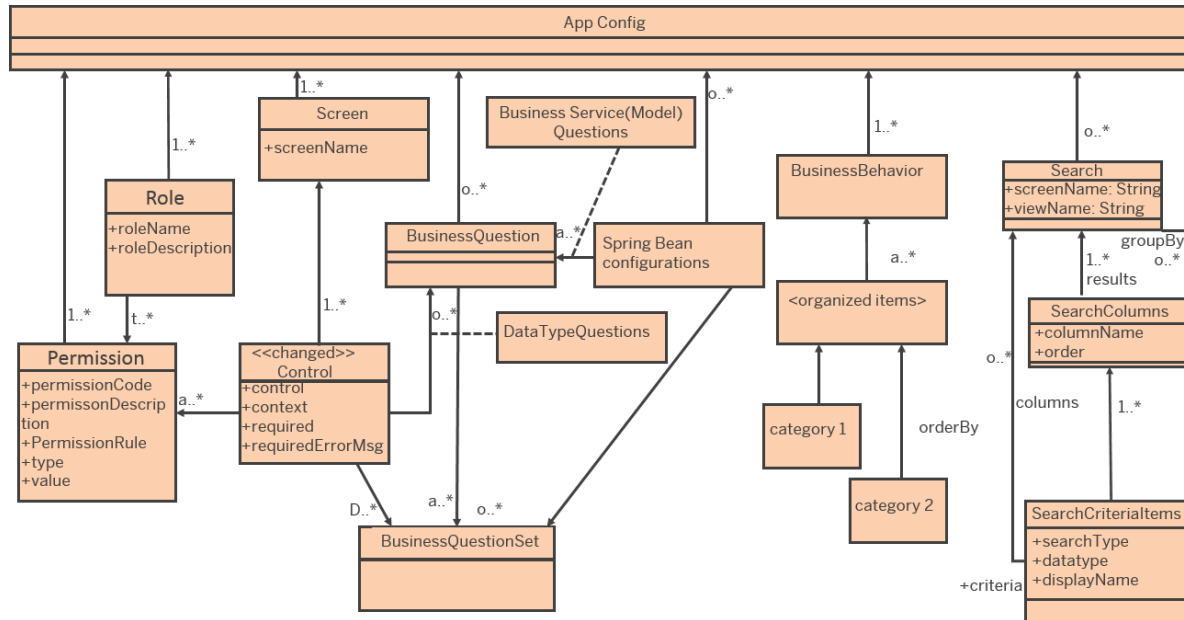 App Config
1..*
Screen
+screenName
Business Service(Model)
Questions
o..*
1..*
o..*
1..*
Role
+roleName
+roleDescription
o..*
BusinessQuestion
a..*
Spring Bean
configurations
BusinessBehavior
Search
+screenName: String
+viewName: String
groupBy
o..*
1..*
results
a..*
<organized items>
SearchColumns
+columnName
+order
1..*
t..*
1..*
o..*
DataTypeQuestions
Permission
+permissionCode
+permissonDescrip
tion
+PermissionRule
+type
+value
a..*
<<changed>>
Control
+control
+context
+required
+requiredErrorMsg
o..*
columns
1..*
category 1
orderBy
category 2
D..*
a..*
o..*
BusinessQuestionSet
SearchCriteriaItems
+searchType
+datatype
+displayName
+criteria